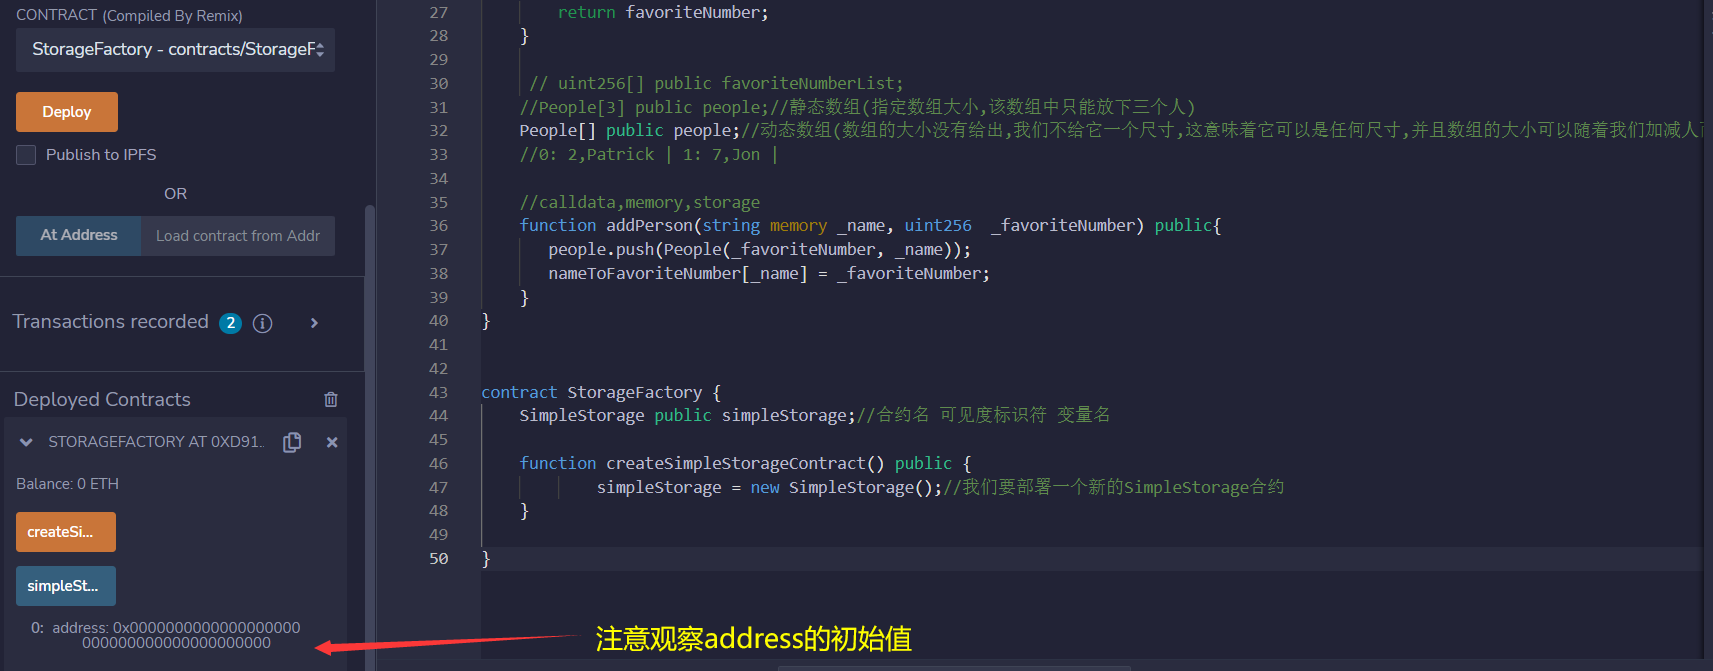 CONTRACT (Compiled By Remix)
StorageFactory - contracts/StorageF
Deploy
Publish to IPFS
OR
At Address
Load contract from Addr
Transactions recorded 2 i
Deployed Contracts
STORAGEFACTORY AT 0XD91...
Balance: 0 ETH
createSi...
simpleSt...
0: address: 0x0000000000000000000
000000000000000000000
27 return favoriteNumber;
28 }
29
30 // uint256[] public favoriteNumberList;
31 //People[3] public people;//静态数组(指定数组大小,该数组中只能放下三个人)
32 People[] public people;//动态数组(数组的大小没有给出,我们不给它一个尺寸,这意味着它可以是任何尺寸,并且数组的大小可以随着我们加减人
33 //0: 2,Patrick | 1: 7,Jon |
34
35 //calldata,memory,storage
36 function addPerson(string memory _name, uint256 _favoriteNumber) public{
37 people.push(People(_favoriteNumber, _name));
38 nameToFavoriteNumber[_name] = _favoriteNumber;
39 }
40 }
41
42
43 contract StorageFactory {
44 SimpleStorage public simpleStorage;//合约名 可见度标识符 变量名
45
46 function createSimpleStorageContract() public {
47 simpleStorage = new SimpleStorage();//我们要部署一个新的SimpleStorage合约
48 }
49
50 }
注意观察address的初始值